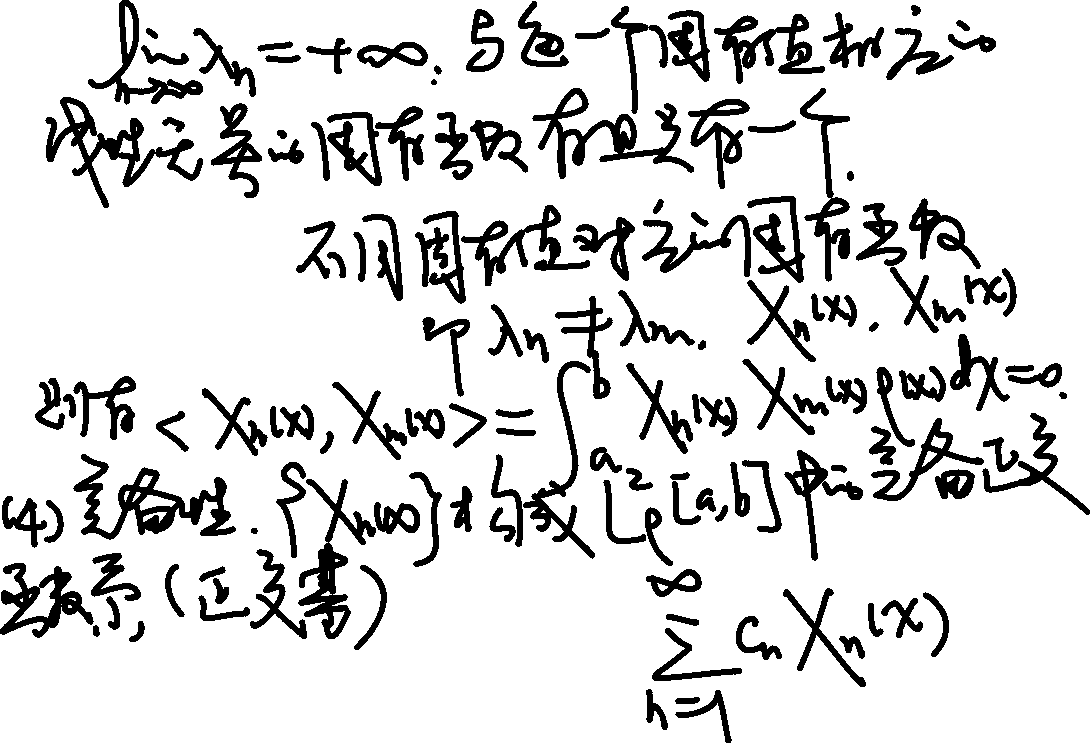 lim_{n→∞} λ_n = +∞. 与每一个固有值相应的
线性无关的固有函数有且只有一个.
不同固有值对应的固有函数
即 λ_n ≠ λ_m. X_n(x), X_m(x)
则有 < X_n(x), X_m(x) > = ∫_a^b X_n(x) X_m(x) ρ(x) dx = 0.
(4) 完备性. {X_n(x)} 构成 L²_ρ[a,b] 中的完备正交
函数系, (正交基)
∑_{n=1}^{∞} C_n X_n(x)